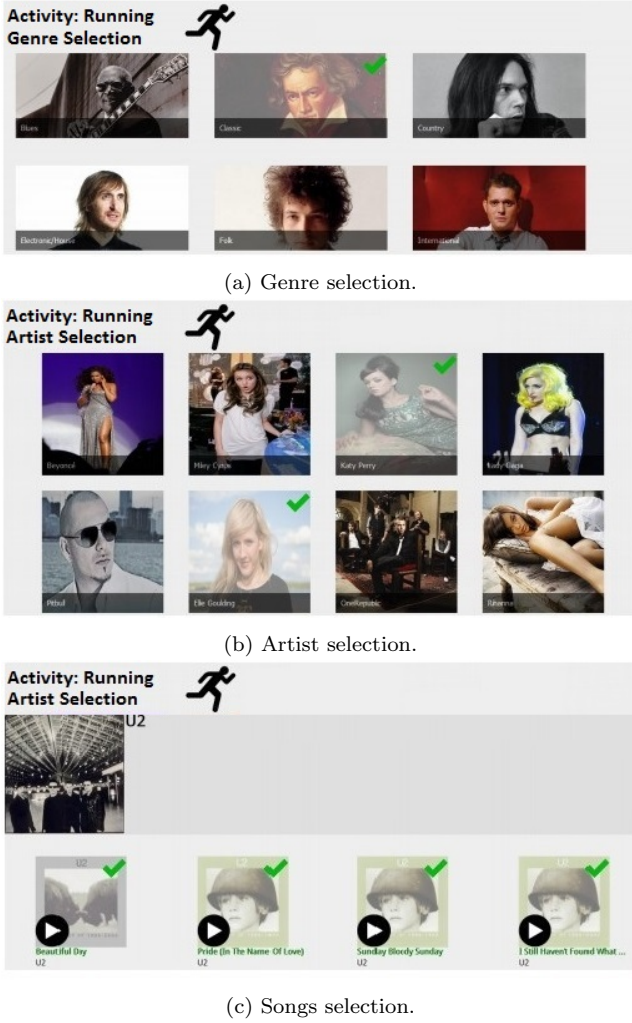 Activity: Running
Genre Selection
Blues
Classic
Country
Electronic/House
Folk
International
(a) Genre selection.
Activity: Running
Artist Selection
Beyoncé
Miley Cyrus
Katy Perry
Lady Gaga
Pitbull
Ellie Goulding
OneRepublic
Rihanna
(b) Artist selection.
Activity: Running
Artist Selection
U2
U2 U2 U2 U2
Beautiful Day Pride (In The Name Of Love) Sunday Bloody Sunday I Still Haven't Found What ...
U2 U2 U2 U2
(c) Songs selection.